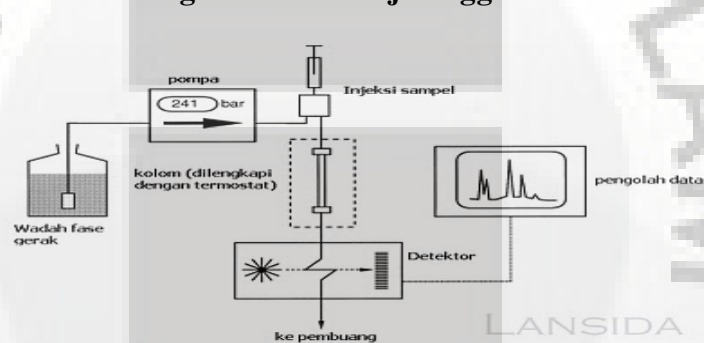 pompa
241 bar
Injeksi sampel
kolom (dilengkapi
dengan termostat)
pengolah data
Wadah fase
gerak
Detektor
ke pembuang
LANSIDA